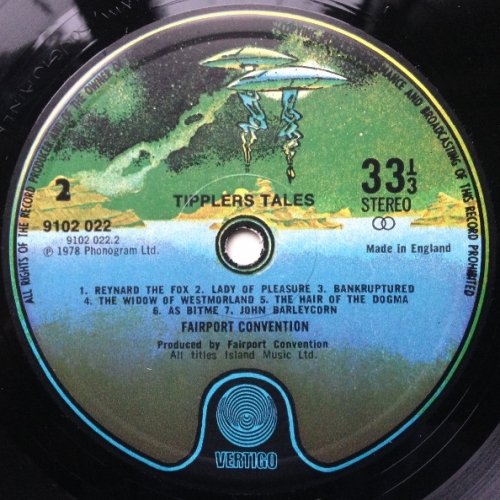 ALL RIGHTS OF THE RECORD PRODUCER AND OF THE OWNER OF
MANCE AND BROADCASTING OF THIS RECORD PROHIBITED
2
TIPPLERS TALES
33⅓
STEREO
9102 022
9102 022.2
℗ 1978 Phonogram Ltd.
Made in England
1. REYNARD THE FOX 2. LADY OF PLEASURE 3. BANKRUPTURED
4. THE WIDOW OF WESTMORLAND 5. THE HAIR OF THE DOGMA
6. AS BITME 7. JOHN BARLEYCORN
FAIRPORT CONVENTION
Produced by Fairport Convention
All titles Island Music Ltd.
VERTIGO